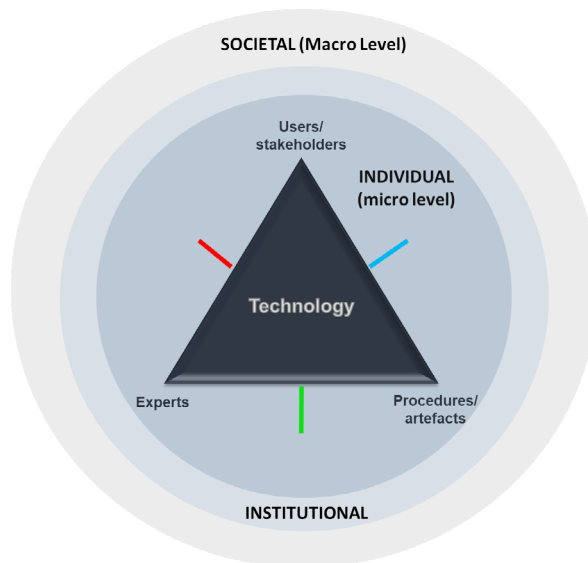 SOCIETAL (Macro Level)
Users/
stakeholders
INDIVIDUAL
(micro level)
Technology
Experts
Procedures/
artefacts
INSTITUTIONAL